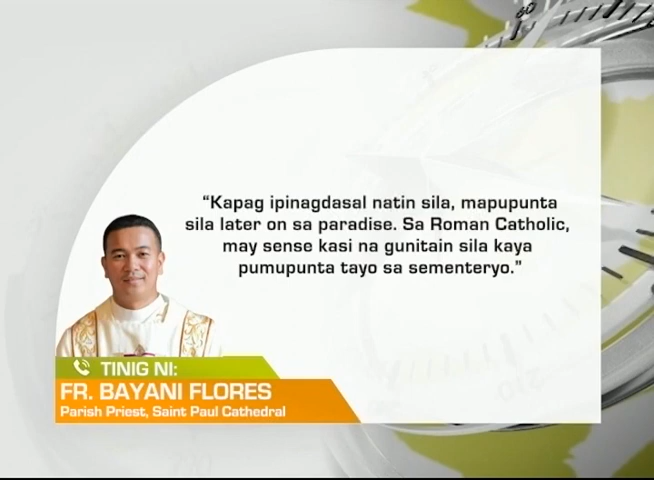 60
“Kapag ipinagdasal natin sila, mapupunta
sila later on sa paradise. Sa Roman Catholic,
may sense kasi na gunitain sila kaya
pumupunta tayo sa sementeryo.”
TINIG NI:
FR. BAYANI FLORES
Parish Priest, Saint Paul Cathedral